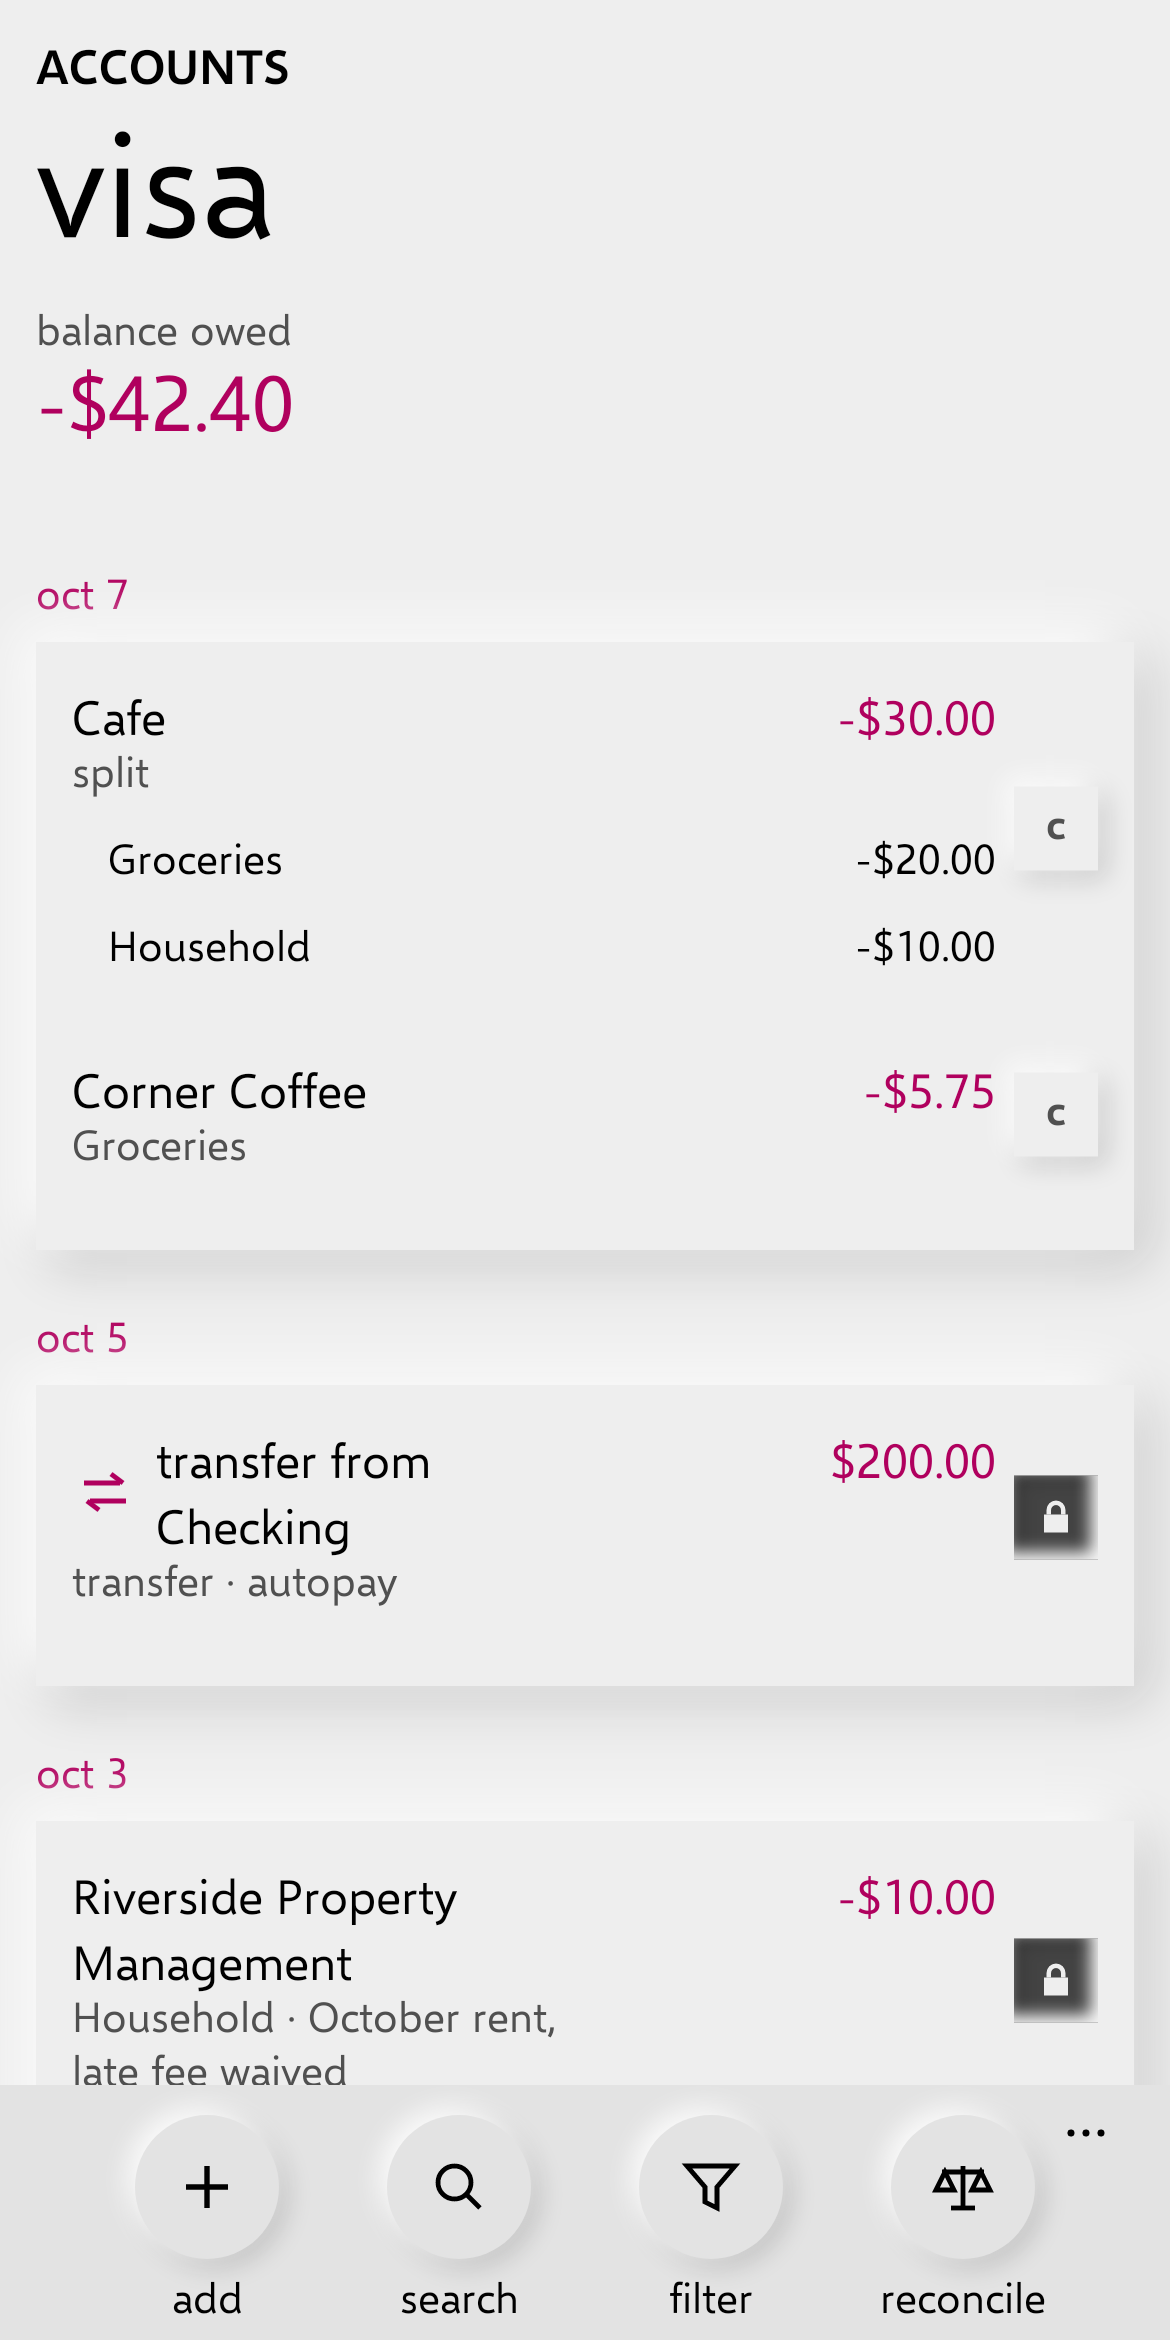 ACCOUNTS
visa
balance owed
-$42.40
oct 7
Cafe -$30.00
split
c
Groceries -$20.00
Household -$10.00
Corner Coffee -$5.75
c
Groceries
oct 5
transfer from $200.00
Checking
transfer · autopay
oct 3
Riverside Property -$10.00
Management
Household · October rent,
late fee waived
...
add search filter reconcile